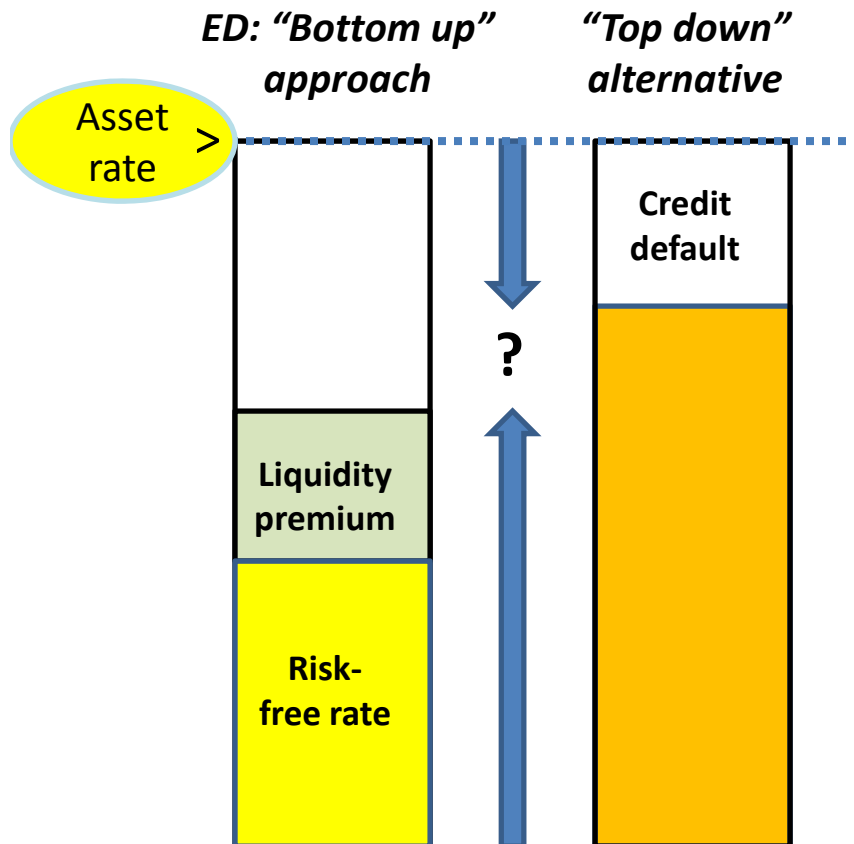 ED: “Bottom up”
approach
“Top down”
alternative
Asset
rate
>
Credit
default
?
Liquidity
premium
Risk-
free rate